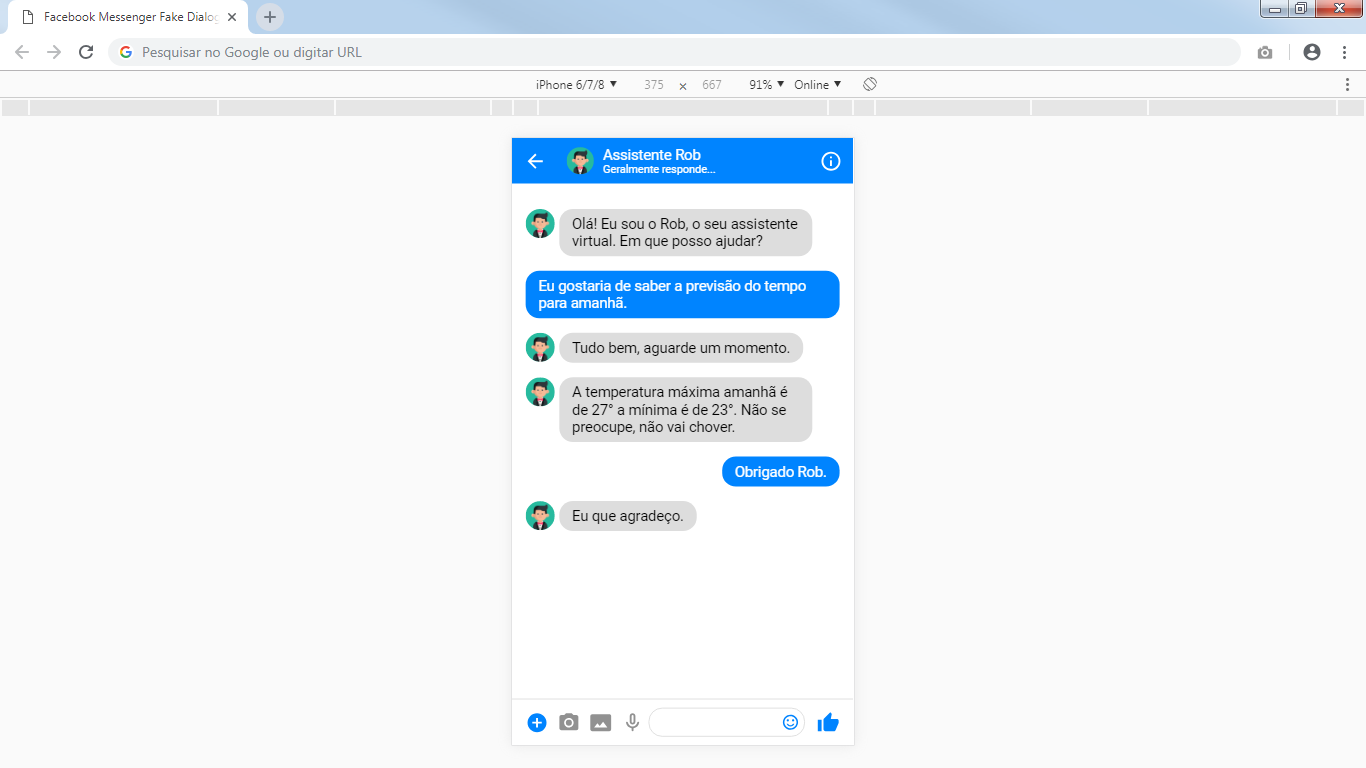 Facebook Messenger Fake Dialo
Pesquisar no Google ou digitar URL
iPhone 6/7/8 375 × 667 91% Online
Assistente Rob
Geralmente responde...
Olá! Eu sou o Rob, o seu assistente
virtual. Em que posso ajudar?
Eu gostaria de saber a previsão do tempo
para amanhã.
Tudo bem, aguarde um momento.
A temperatura máxima amanhã é
de 27° a mínima é de 23°. Não se
preocupe, não vai chover.
Obrigado Rob.
Eu que agradeço.